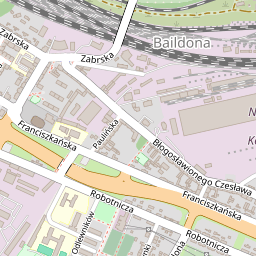 Baildona
Zabrska
Zabrska
N
Franciszkańska
Paulińska
Błogosławionego Czesława
K
Robotnicza
Franciszkańska
Odlewników
Robotnicza